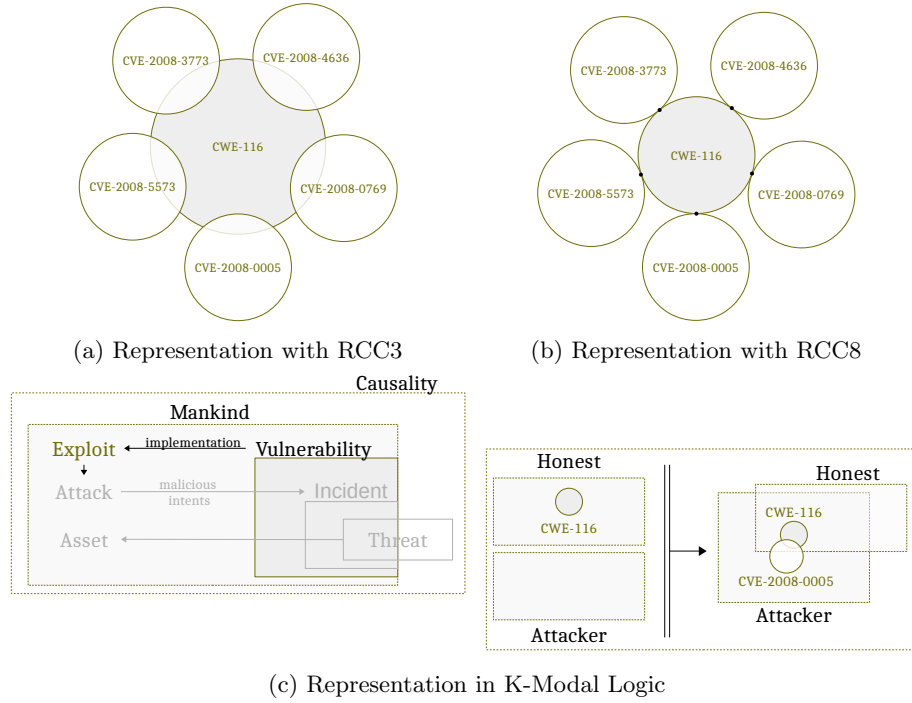 CVE-2008-3773
CVE-2008-4636
CWE-116
CVE-2008-5573
CVE-2008-0769
CVE-2008-0005
(a) Representation with RCC3
CVE-2008-3773
CVE-2008-4636
CWE-116
CVE-2008-5573
CVE-2008-0769
CVE-2008-0005
(b) Representation with RCC8
Causality
Mankind
Exploit
implementation
Vulnerability
Attack
malicious
intents
Incident
Asset
Threat
Honest
CWE-116
Attacker
Honest
CWE-116
CVE-2008-0005
Attacker
(c) Representation in K-Modal Logic